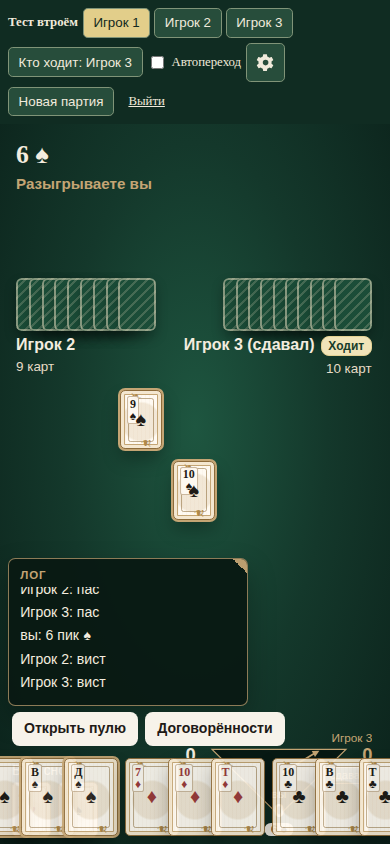 Тест втроём Игрок 1 Игрок 2 Игрок 3
Кто ходит: Игрок 3 Автопереход
Новая партия Выйти
6 ♠
Разыгрываете вы
Игрок 2
9 карт
Игрок 3 (сдавал) Ходит
10 карт
9
♠
♠
10
♠
♠
ЛОГ
Игрок 2: пас
Игрок 3: пас
вы: 6 пик ♠
Игрок 2: вист
Игрок 3: вист
Открыть пулю Договорённости
Игрок 3
0 0
В Д 7 10 Т 10 В Т
♠ ♠ ♦ ♦ ♦ ♣ ♣ ♣
♠ ♠ ♠ ♦ ♦ ♦ ♣ ♣ ♣